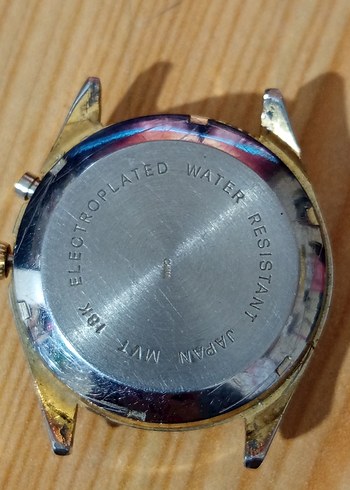 18K ELECTROPLATED WATER RESISTANT JAPAN MVT